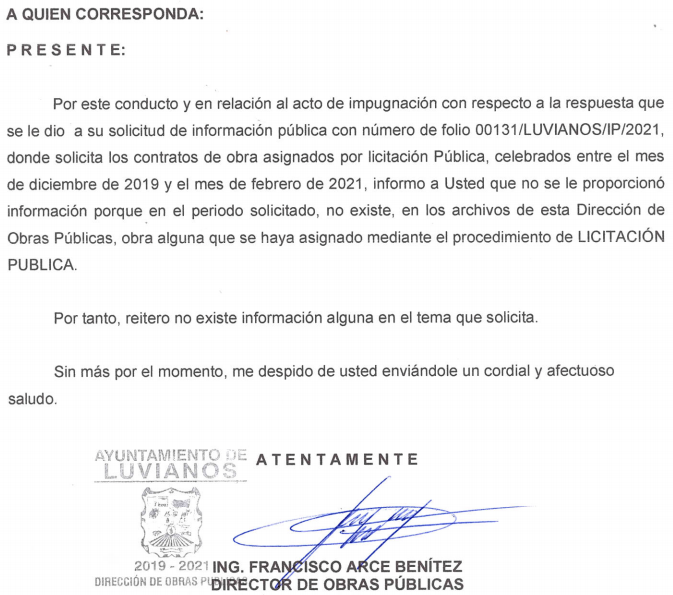 A QUIEN CORRESPONDA:
P R E S E N T E:
Por este conducto y en relación al acto de impugnación con respecto a la respuesta que
se le dio a su solicitud de información pública con número de folio 00131/LUVIANOS/IP/2021,
donde solicita los contratos de obra asignados por licitación Pública, celebrados entre el mes
de diciembre de 2019 y el mes de febrero de 2021, informo a Usted que no se le proporcionó
información porque en el periodo solicitado, no existe, en los archivos de esta Dirección de
Obras Públicas, obra alguna que se haya asignado mediante el procedimiento de LICITACIÓN
PUBLICA.
Por tanto, reitero no existe información alguna en el tema que solicita.
Sin más por el momento, me despido de usted enviándole un cordial y afectuoso
saludo.
AYUNTAMIENTO DE
LUVIANOS
A T E N T A M E N T E
2019 - 2021
DIRECCIÓN DE OBRAS PUBLICAS
ING. FRANCISCO ARCE BENÍTEZ
DIRECTOR DE OBRAS PÚBLICAS